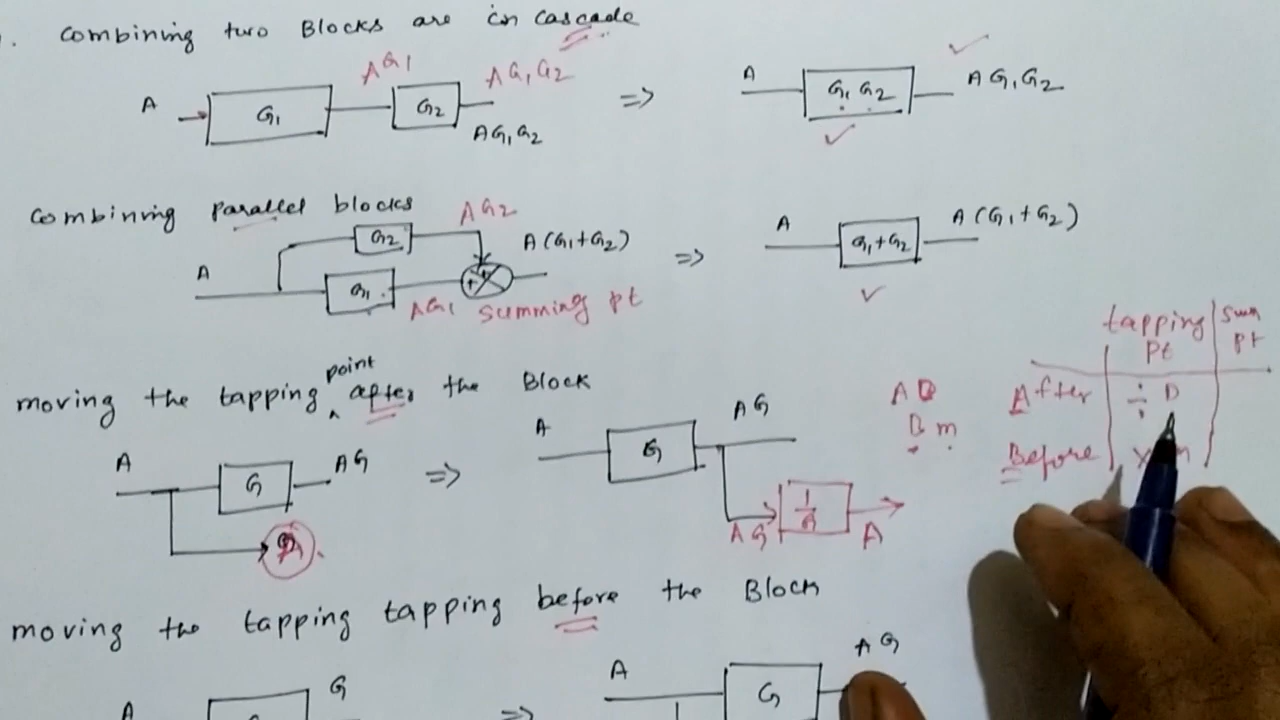 combining two Blocks are in cascade
A G1 AG1 G2 AG1G2 AG1G2 => A G1 G2 AG1G2
combining parallel blocks
A G2 AG2 G1 AG1 + + A(G1+G2) => A G1+G2 A(G1+G2)
summing pt
tapping pt sum pt
After ÷ D
Before
A D
B m
moving the tapping point after the Block
A G AG => A G AG
AG A
moving the tapping tapping before the Block
A G => A G AG